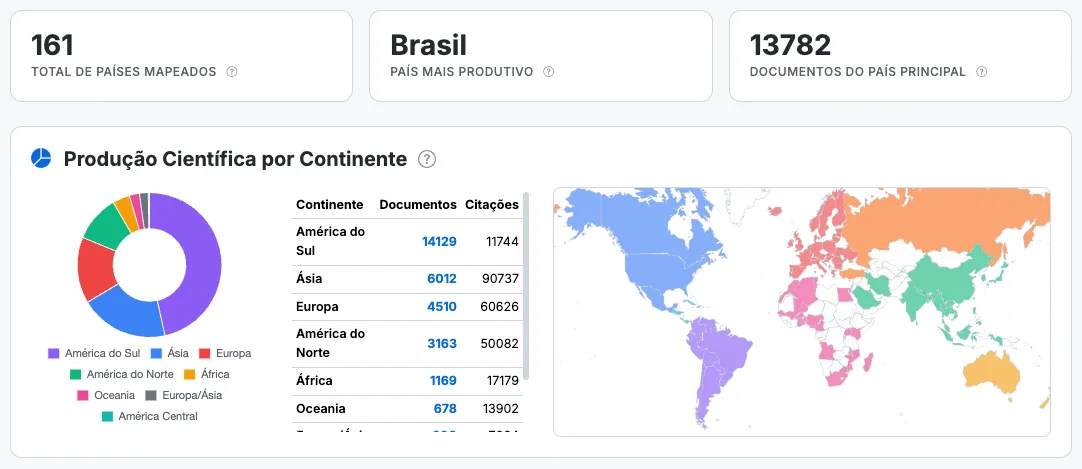 161
TOTAL DE PAÍSES MAPEADOS ?
Brasil
PAÍS MAIS PRODUTIVO ?
13782
DOCUMENTOS DO PAÍS PRINCIPAL ?
Produção Científica por Continente ?
América do Sul Ásia Europa
América do Norte África
Oceania Europa/Ásia
América Central
Continente Documentos Citações
América do
Sul 14129 11744
Ásia 6012 90737
Europa 4510 60626
América do
Norte 3163 50082
África 1169 17179
Oceania 678 13902